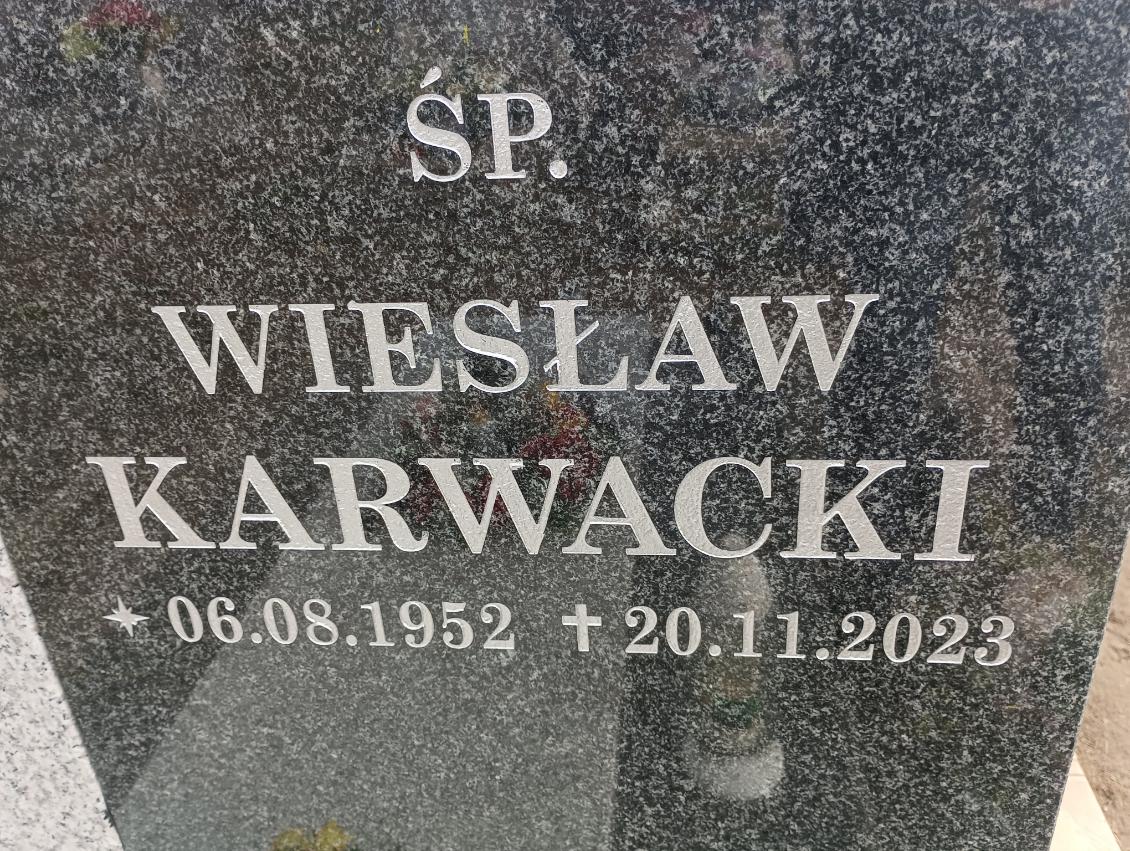 ŚP.
WIESŁAW
KARWACKI
✶ 06.08.1952 ✝ 20.11.2023